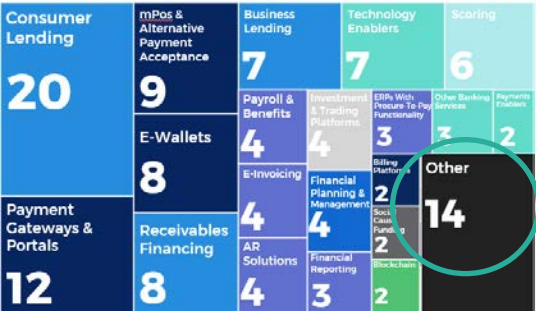 Consumer
Lending
20
mPos &
Alternative
Payment
Acceptance
9
Business
Lending
7
Technology
Enablers
7
Scoring
6
E-Wallets
8
Payroll &
Benefits
4
Investment
& Trading
Platforms
4
ERPs With
Procure-To-Pay
Functionality
3
Other Banking
Services
3
Payments
Enablers
2
E-Invoicing
4
Financial
Planning &
Management
4
Billing
Platforms
2
Other
14
Payment
Gateways &
Portals
12
Receivables
Financing
8
AR
Solutions
4
Financial
Reporting
3
Social
Cause
Funding
2
Blockchain
2